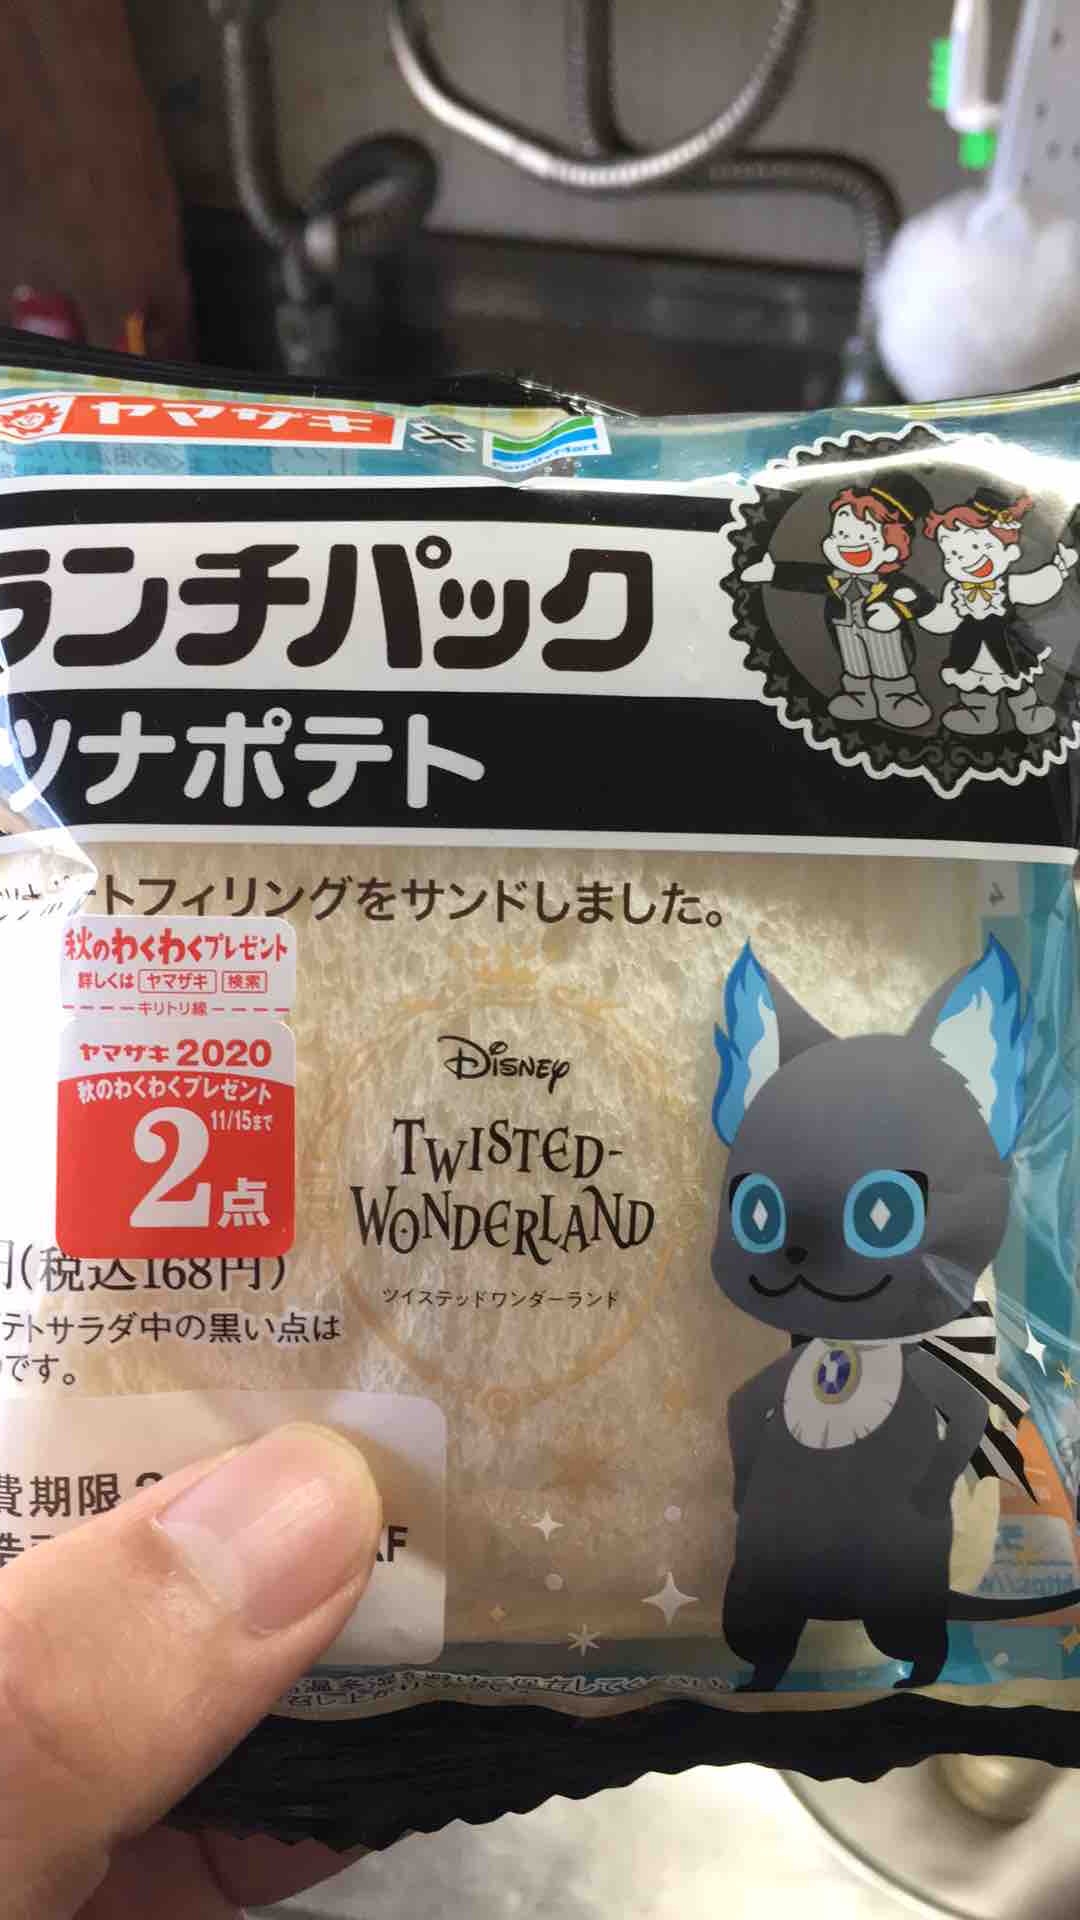 ヤマザキ × FamilyMart
ランチパック
ツナポテト
フィリングをサンドしました。
秋のわくわくプレゼント
詳しくは ヤマザキ 検索
キリトリ線
ヤマザキ 2020
秋のわくわくプレゼント
11/15まで
2点
円(税込168円)
テトサラダ中の黒い点は
です。
Disney
TWISTED-
WONDERLAND
ツイステッドワンダーランド
費期限